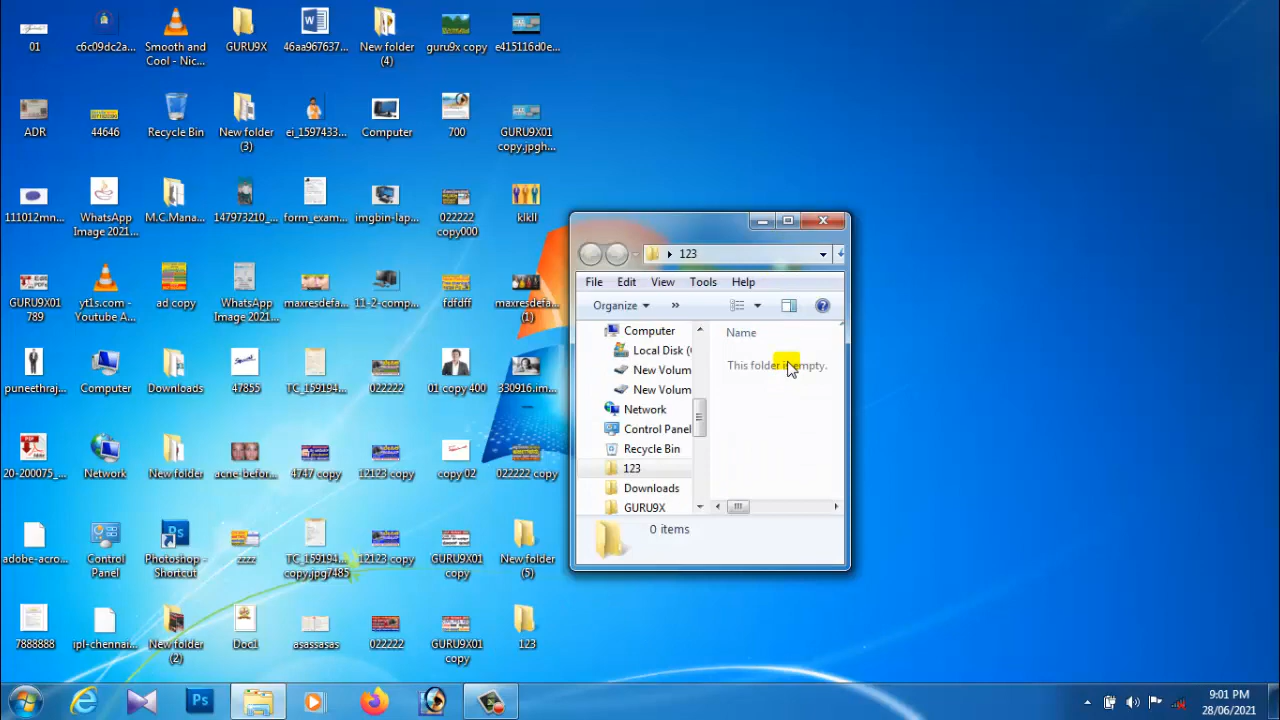 01
c6c09dc2a...
Smooth and
Cool - Nic...
GURU9X
46aa967637...
New folder
(4)
guru9x copy
e415116d0e...
ADR
44646
Recycle Bin
New folder
(3)
ei_1597433...
Computer
700
GURU9X01
copy.jpgh...
111012mn...
WhatsApp
Image 2021...
M.C.Mana...
147973210_...
form_exam...
imgbin-lap...
022222
copy000
klkll
GURU9X01
789
yt1s.com -
Youtube A...
ad copy
WhatsApp
Image 2021...
maxresdefa...
11-2-comp...
fdfdff
maxresdefa...
(1)
puneethraj...
Computer
Downloads
47855
TC_159194...
022222
01 copy 400
330916.im...
20-200075_...
Network
New folder
acne-befor...
4747 copy
12123 copy
copy 02
022222 copy
adobe-acro...
Control
Panel
Photoshop -
Shortcut
zzzz
TC_159194...
copy.jpg7485
12123 copy
GURU9X01
copy
New folder
(5)
7888888
ipl-chennai...
New folder
(2)
Doc1
asassasas
022222
GURU9X01
copy
123
123
File Edit View Tools Help
Organize »
Computer
Local Disk (
New Volum
New Volum
Network
Control Panel
Recycle Bin
123
Downloads
GURU9X
Name
This folder is empty.
0 items
Ps
9:01 PM
28/06/2021